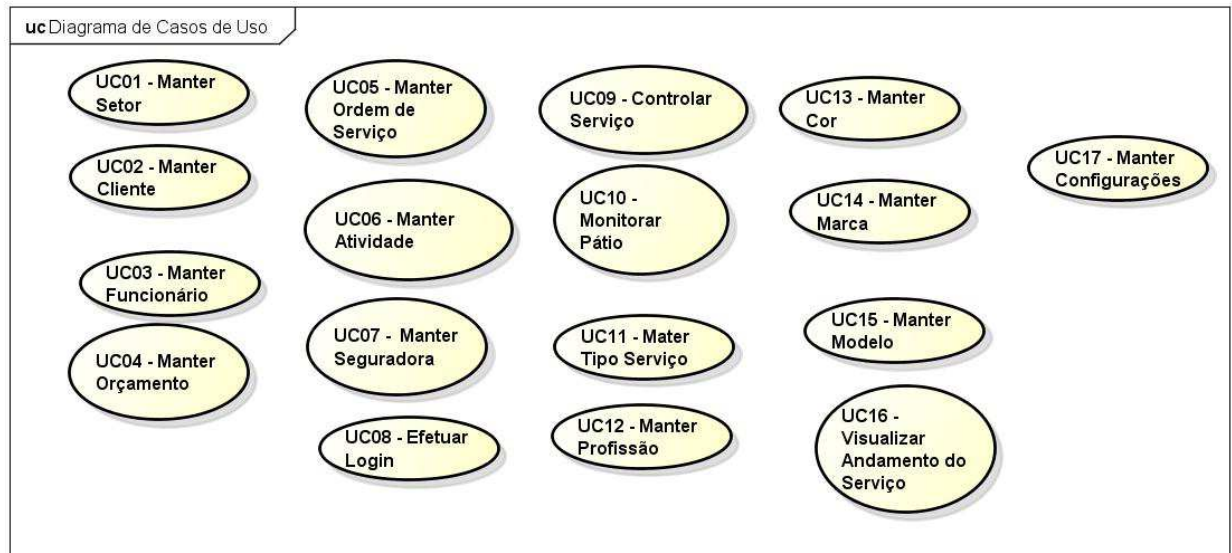 uc Diagrama de Casos de Uso
UC01 - Manter
Setor
UC02 - Manter
Cliente
UC03 - Manter
Funcionário
UC04 - Manter
Orçamento
UC05 - Manter
Ordem de
Serviço
UC06 - Manter
Atividade
UC07 - Manter
Seguradora
UC08 - Efetuar
Login
UC09 - Controlar
Serviço
UC10 -
Monitorar
Pátio
UC11 - Mater
Tipo Serviço
UC12 - Manter
Profissão
UC13 - Manter
Cor
UC14 - Manter
Marca
UC15 - Manter
Modelo
UC16 -
Visualizar
Andamento do
Serviço
UC17 - Manter
Configurações